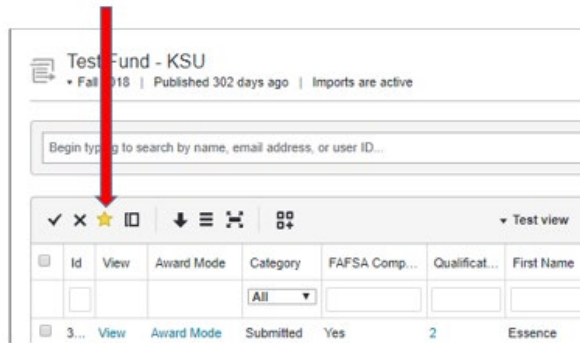 Test Fund - KSU
Fall 2018 | Published 302 days ago | Imports are active
Begin typing to search by name, email address, or user ID...
Test view
Id View Award Mode Category FAFSA Comp... Qualificat... First Name
All
3... View Award Mode Submitted Yes 2 Essence